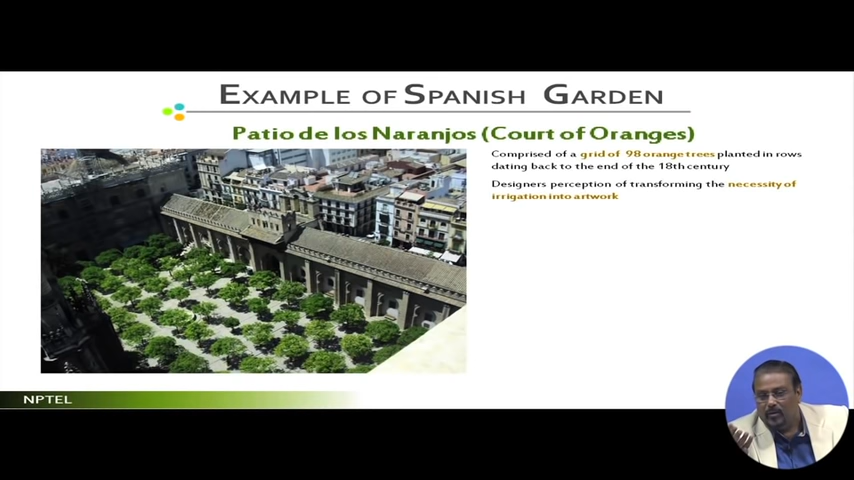 EXAMPLE OF SPANISH GARDEN
Patio de los Naranjos (Court of Oranges)
Comprised of a grid of 98 orange trees planted in rows
dating back to the end of the 18th century
Designers perception of transforming the necessity of
irrigation into artwork
NPTEL